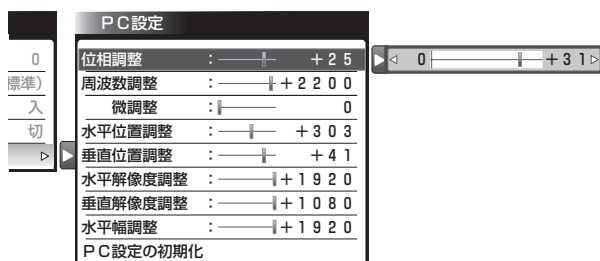 ＰＣ設定
0
標準）
入
切
位相調整 ： ＋２５
周波数調整 ： ＋２２００
微調整 ： 0
水平位置調整 ： ＋３０３
垂直位置調整 ： ＋４１
水平解像度調整 ： ＋１９２０
垂直解像度調整 ： ＋１０８０
水平幅調整 ： ＋１９２０
ＰＣ設定の初期化
0 ＋３１